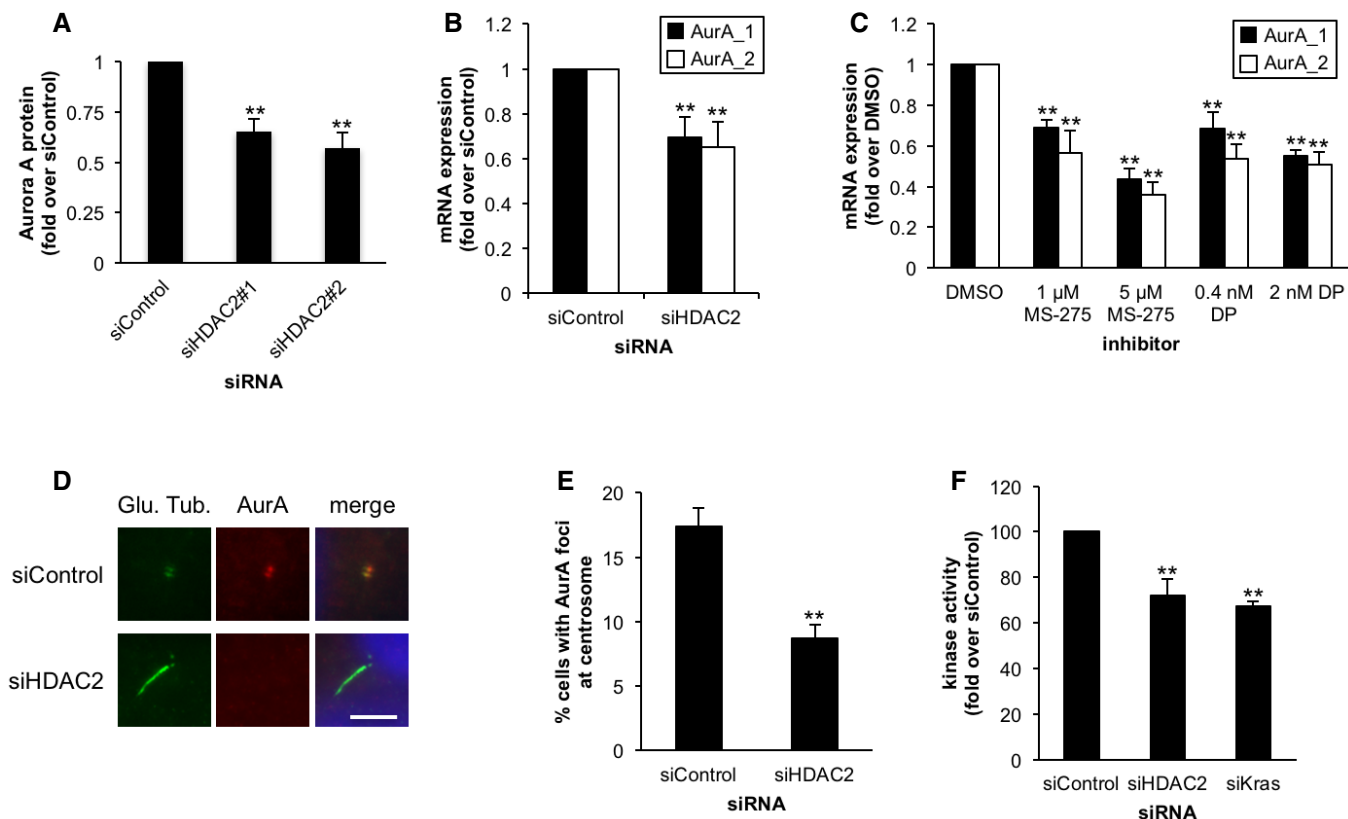 A
Aurora A protein
(fold over siControl)
1
0.75
0.5
0.25
0
**
**
siControl
siHDAC2#1
siHDAC2#2
siRNA
B
mRNA expression
(fold over siControl)
1.2
1
0.8
0.6
0.4
0.2
0
AurA_1
AurA_2
** **
siControl
siHDAC2
siRNA
C
mRNA expression
(fold over DMSO)
1.2
1
0.8
0.6
0.4
0.2
0
AurA_1
AurA_2
** **
** **
** **
** **
DMSO
1 µM
MS-275
5 µM
MS-275
0.4 nM
DP
2 nM DP
inhibitor
D
Glu. Tub.
AurA
merge
siControl
siHDAC2
E
% cells with AurA foci
at centrosome
20
15
10
5
0
**
siControl
siHDAC2
siRNA
F
kinase activity
(fold over siControl)
120
100
80
60
40
20
0
**
**
siControl
siHDAC2
siKras
siRNA